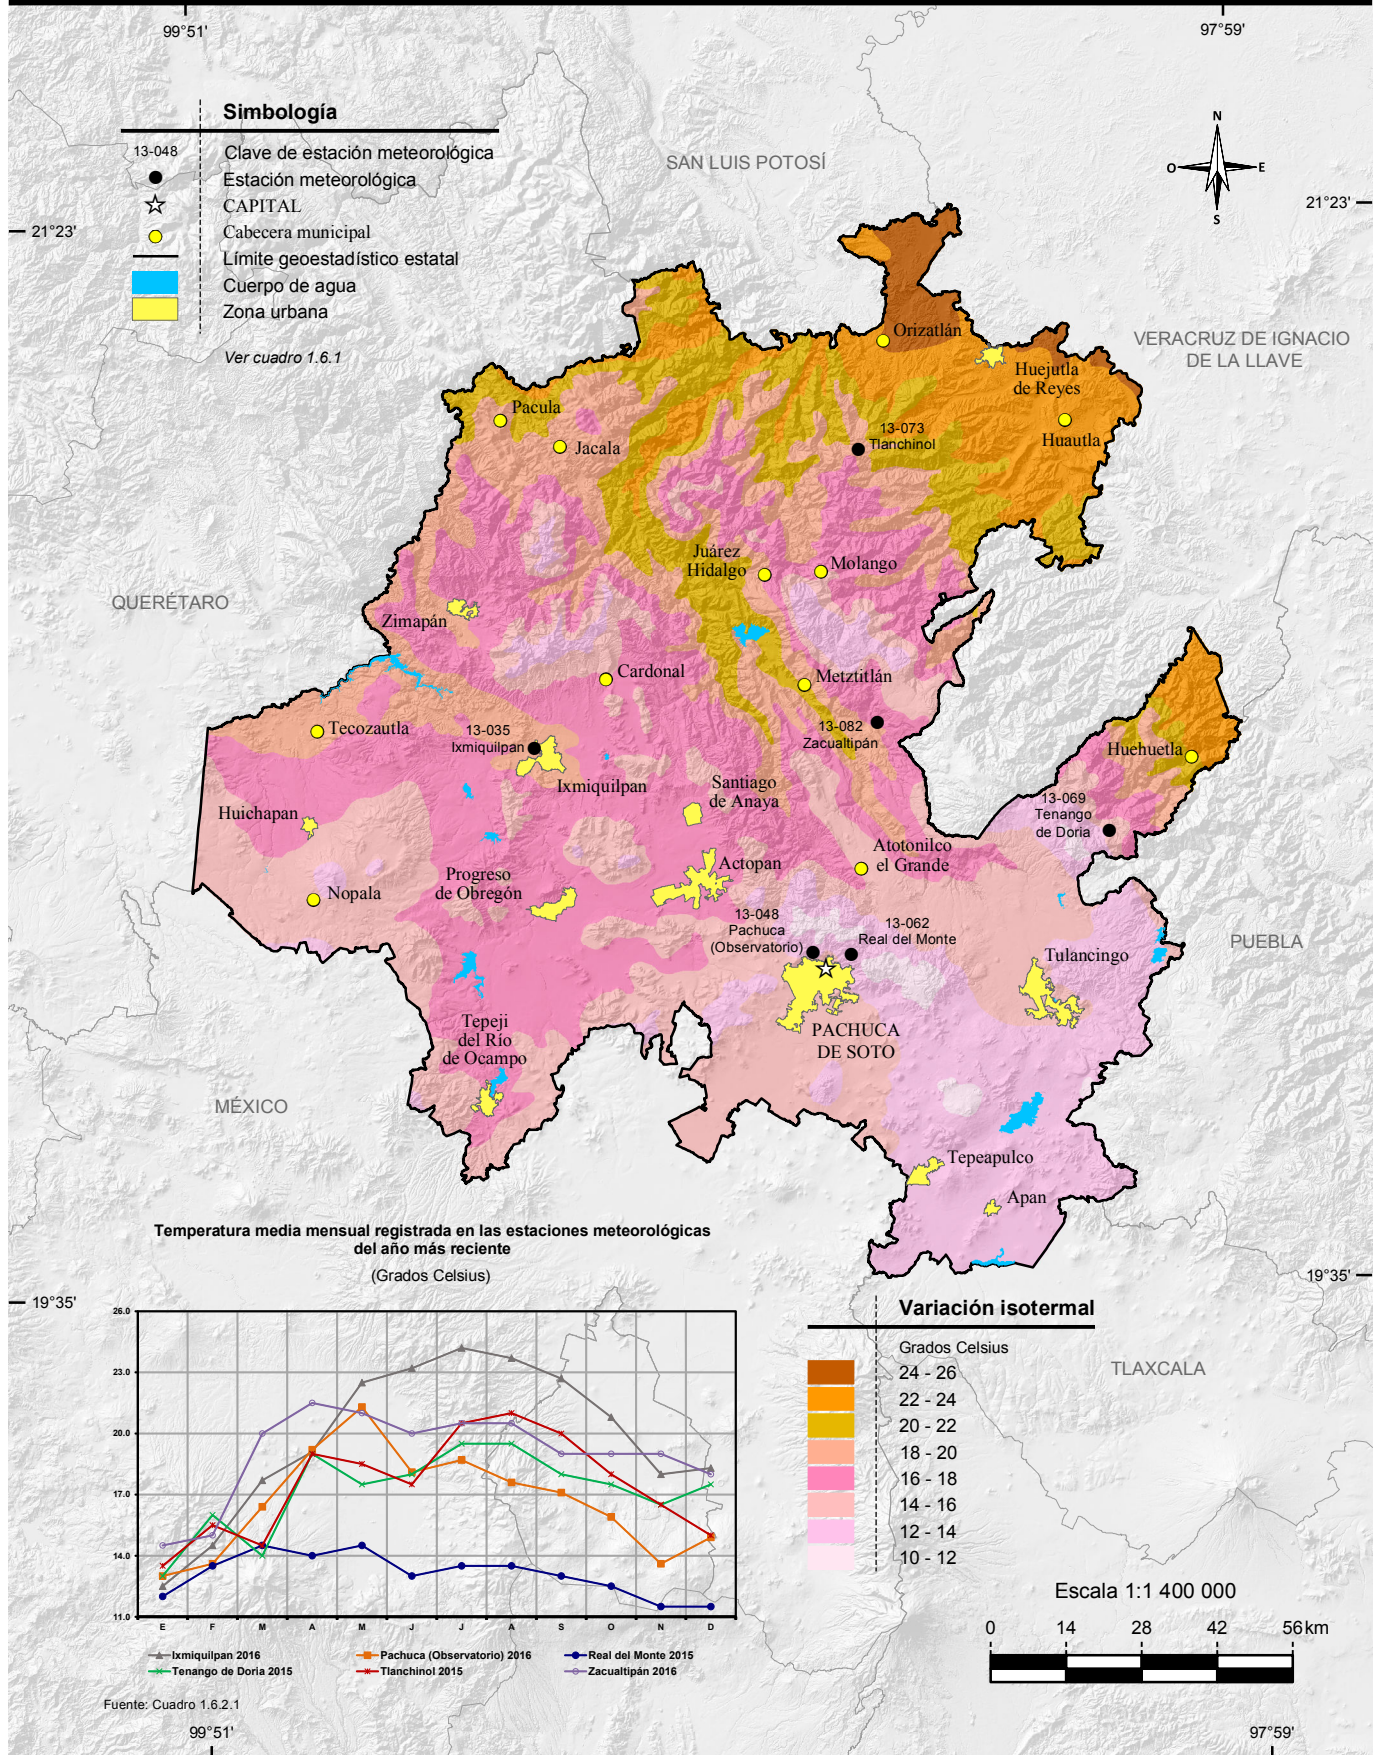 99°51'
97°59'
Simbología
13-048 Clave de estación meteorológica
Estación meteorológica
CAPITAL
Cabecera municipal
Límite geoestadístico estatal
Cuerpo de agua
Zona urbana
Ver cuadro 1.6.1
N
O
E
S
21°23'
21°23'
SAN LUIS POTOSÍ
VERACRUZ DE IGNACIO
DE LA LLAVE
QUERÉTARO
MÉXICO
PUEBLA
TLAXCALA
Orizatlán
Huejutla
de Reyes
Huautla
Pacula
Jacala
13-073
Tlanchinol
Juárez
Hidalgo
Molango
Zimapán
Cardonal
Metztitlán
Tecozautla
13-035
Ixmiquilpan
Ixmiquilpan
13-082
Zacualtipán
Huehuetla
Santiago
de Anaya
13-069
Tenango
de Doria
Huichapan
Actopan
Atotonilco
el Grande
Progreso
de Obregón
Nopala
13-048
Pachuca
(Observatorio)
13-062
Real del Monte
Tulancingo
PACHUCA
DE SOTO
Tepeji
del Río
de Ocampo
Tepeapulco
Apan
19°35'
19°35'
Temperatura media mensual registrada en las estaciones meteorológicas
del año más reciente
(Grados Celsius)
26.0
23.0
20.0
17.0
14.0
11.0
E F M A M J J A S O N D
Ixmiquilpan 2016 Pachuca (Observatorio) 2016 Real del Monte 2015
Tenango de Doria 2015 Tlanchinol 2015 Zacualtipán 2016
Fuente: Cuadro 1.6.2.1
Variación isotermal
Grados Celsius
24 - 26
22 - 24
20 - 22
18 - 20
16 - 18
14 - 16
12 - 14
10 - 12
Escala 1:1 400 000
0 14 28 42 56 km
99°51'
97°59'